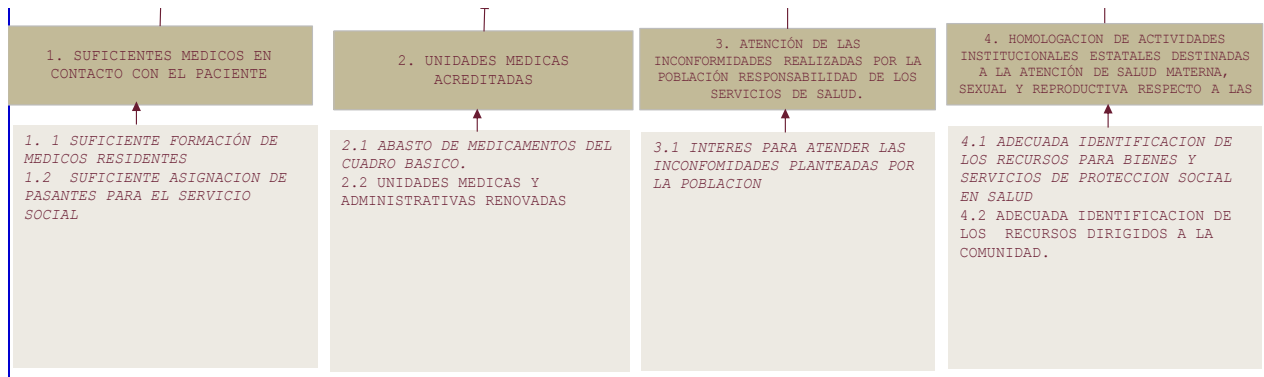 1. SUFICIENTES MEDICOS EN
CONTACTO CON EL PACIENTE
2. UNIDADES MEDICAS
ACREDITADAS
3. ATENCIÓN DE LAS
INCONFORMIDADES REALIZADAS POR LA
POBLACIÓN RESPONSABILIDAD DE LOS
SERVICIOS DE SALUD.
4. HOMOLOGACION DE ACTIVIDADES
INSTITUCIONALES ESTATALES DESTINADAS
A LA ATENCIÓN DE SALUD MATERNA,
SEXUAL Y REPRODUCTIVA RESPECTO A LAS
1. 1 SUFICIENTE FORMACIÓN DE
MEDICOS RESIDENTES
1.2 SUFICIENTE ASIGNACION DE
PASANTES PARA EL SERVICIO
SOCIAL
2.1 ABASTO DE MEDICAMENTOS DEL
CUADRO BASICO.
2.2 UNIDADES MEDICAS Y
ADMINISTRATIVAS RENOVADAS
3.1 INTERES PARA ATENDER LAS
INCONFOMIDADES PLANTEADAS POR
LA POBLACION
4.1 ADECUADA IDENTIFICACION DE
LOS RECURSOS PARA BIENES Y
SERVICIOS DE PROTECCION SOCIAL
EN SALUD
4.2 ADECUADA IDENTIFICACION DE
LOS RECURSOS DIRIGIDOS A LA
COMUNIDAD.